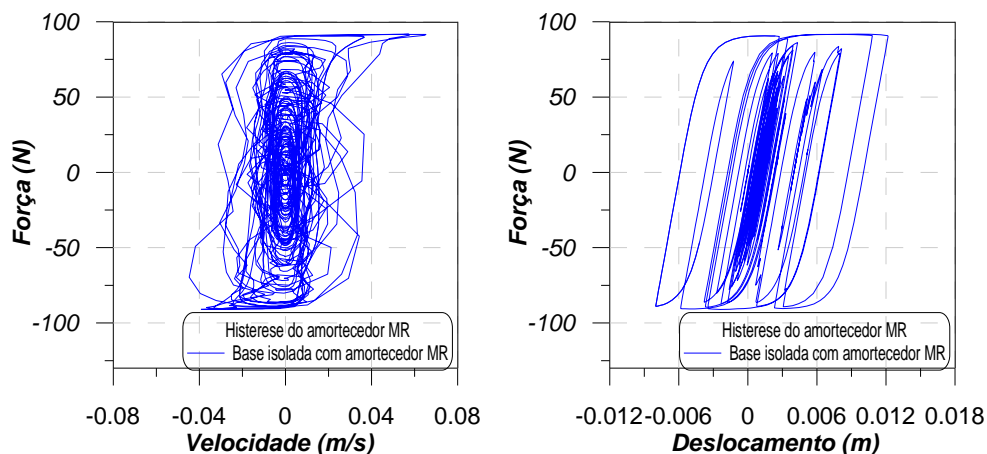 100
50
0
-50
-100
Força (N)
Histerese do amortecedor MR
Base isolada com amortecedor MR
-0.08
-0.04
0
0.04
0.08
Velocidade (m/s)
100
50
0
-50
-100
Força (N)
Histerese do amortecedor MR
Base isolada com amortecedor MR
-0.012
-0.006
0
0.006
0.012
0.018
Deslocamento (m)